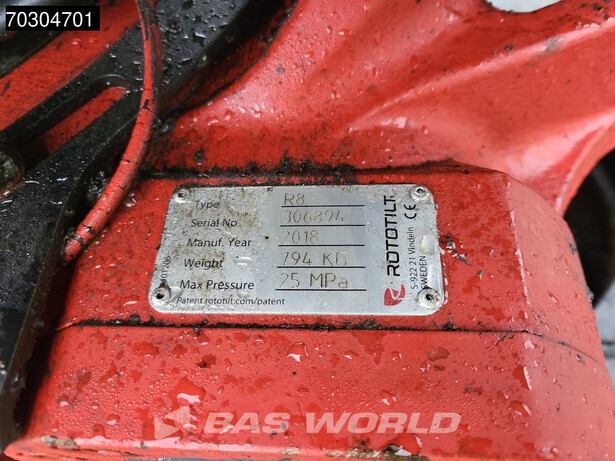 70304701
Type R8
Serial No 306894
Manuf. Year 2018
Weight 794 KG
Max Pressure 25 MPa
Patent rototilt.com/patent
ROTOTILT
CE
S-922 21 Vindeln
SWEDEN
BAS WORLD